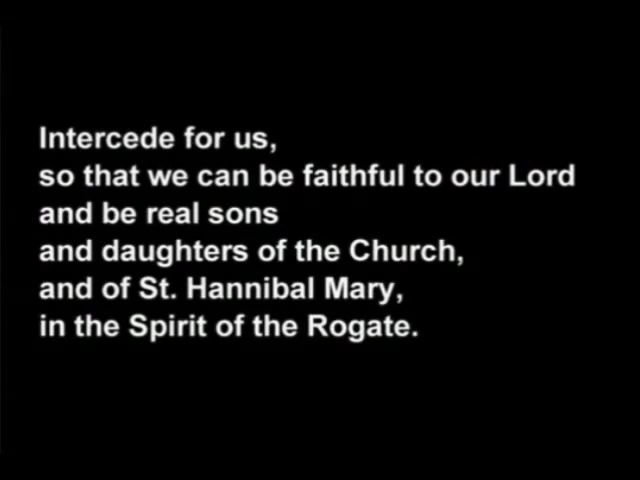 Intercede for us,
so that we can be faithful to our Lord
and be real sons
and daughters of the Church,
and of St. Hannibal Mary,
in the Spirit of the Rogate.